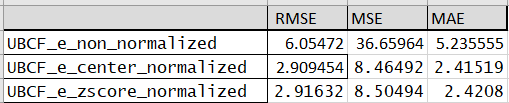 RMSE MSE MAE
UBCF_e_non_normalized 6.05472 36.65964 5.235555
UBCF_e_center_normalized 2.909454 8.46492 2.41519
UBCF_e_zscore_normalized 2.91632 8.50494 2.4208